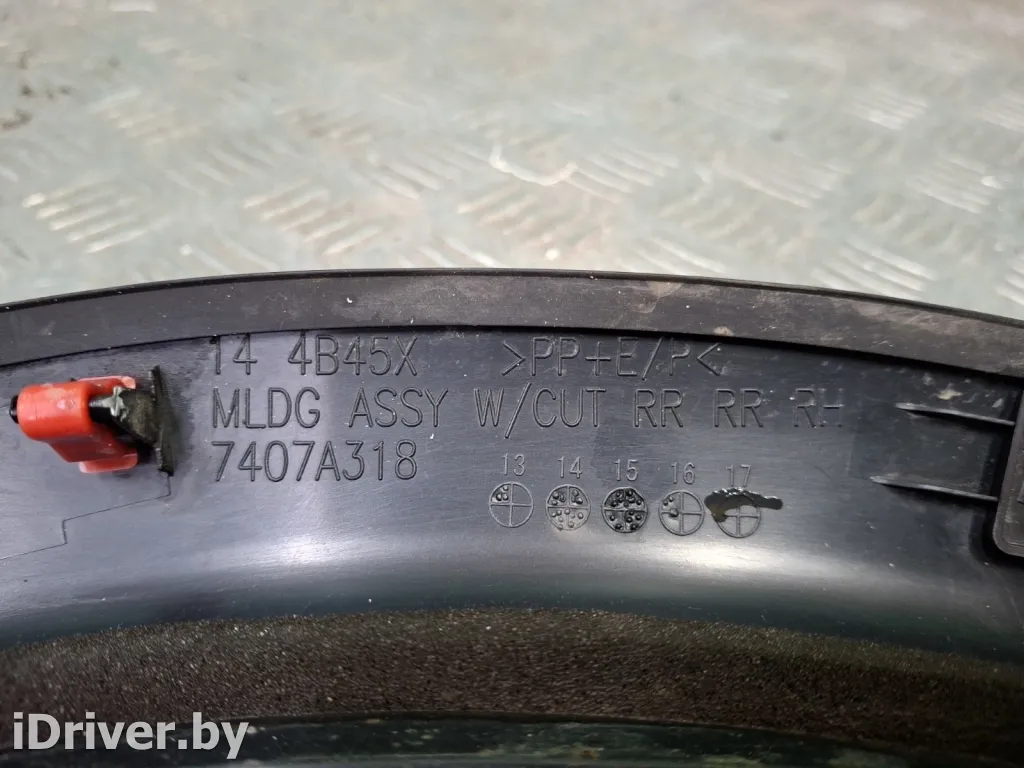 14 4B45X >PP+E/P<
MLDG ASSY W/CUT RR RR RH
7407A318
13 14 15 16 17
iDriver.by